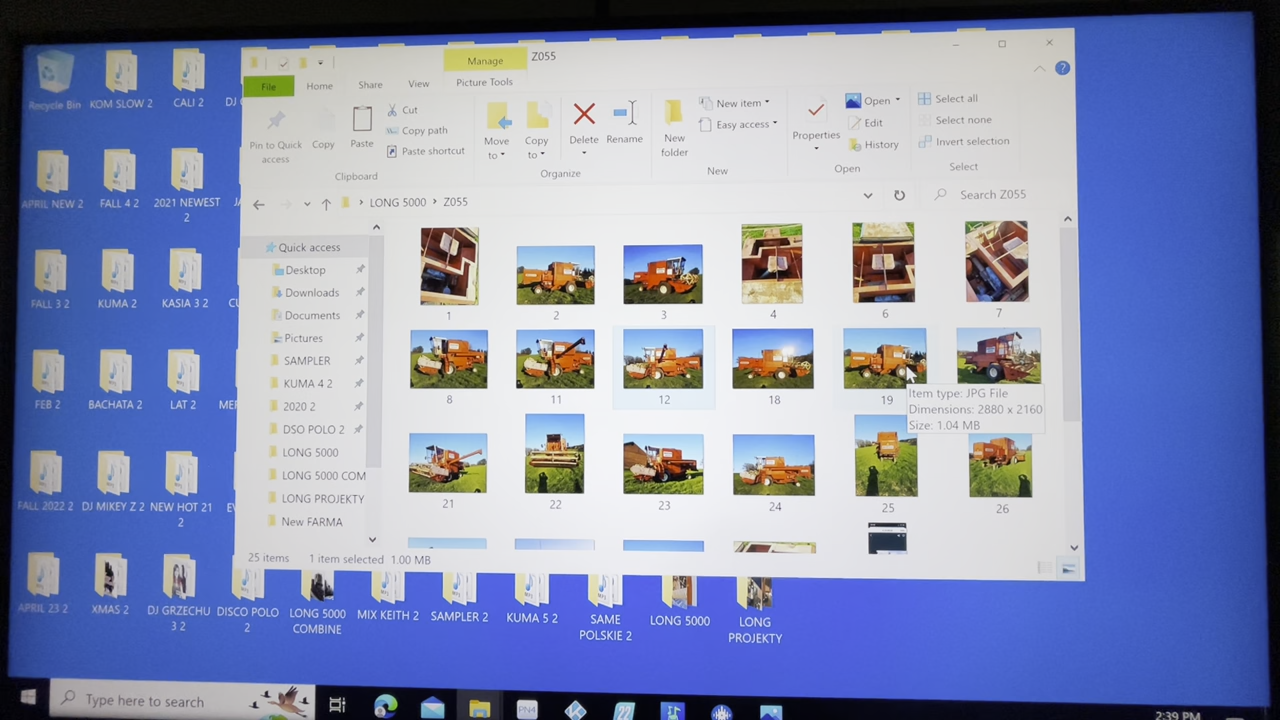 Manage
Z055
File
Home
Share
View
Picture Tools
Pin to Quick access
Copy
Paste
Cut
Copy path
Paste shortcut
Clipboard
Move to
Copy to
Delete
Rename
Organize
New folder
New item
Easy access
New
Properties
Open
Edit
History
Open
Select all
Select none
Invert selection
Select
LONG 5000 > Z055
Search Z055
Quick access
Desktop
Downloads
Documents
Pictures
SAMPLER
KUMA 4 2
2020 2
DSO POLO 2
LONG 5000
LONG 5000 COM
LONG PROJEKTY
New FARMA
1 2 3 4 6 7
8 11 12 18 19
Item type: JPG File
Dimensions: 2880 x 2160
Size: 1.04 MB
21 22 23 24 25 26
25 items 1 item selected 1.00 MB
Recycle Bin
KOM SLOW 2
CALI 2
DJ
APRIL NEW 2
FALL 4 2
2021 NEWEST 2
FALL 3 2
KUMA 2
KASIA 3 2
FEB 2
BACHATA 2
LAT 2
FALL 2022 2
DJ MIKEY Z 2
NEW HOT 21 2
APRIL 23 2
XMAS 2
DJ GRZECHU 3 2
DISCO POLO 2
LONG 5000 COMBINE
MIX KEITH 2
SAMPLER 2
KUMA 5 2
SAME POLSKIE 2
LONG 5000
LONG PROJEKTY
Type here to search
PN4
22
2:39 PM